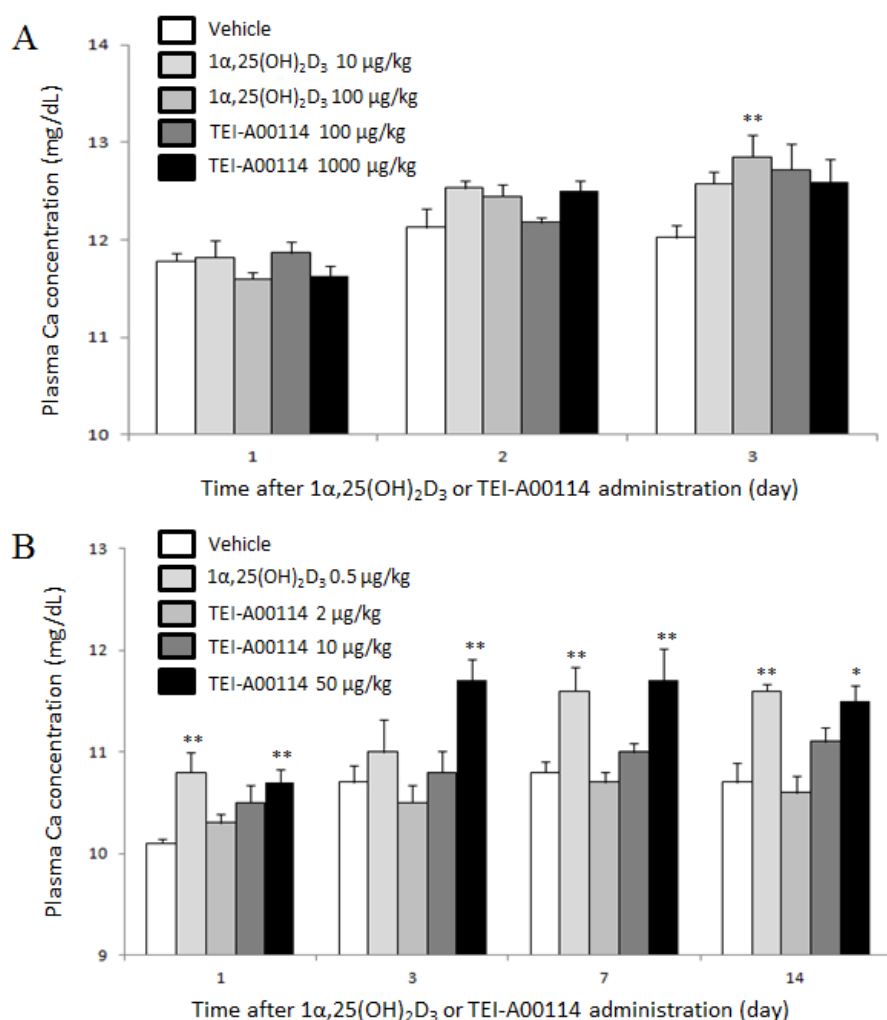 A
Vehicle
1α,25(OH)₂D₃ 10 µg/kg
1α,25(OH)₂D₃ 100 µg/kg
TEI-A00114 100 µg/kg
TEI-A00114 1000 µg/kg
Plasma Ca concentration (mg/dL)
14
13
12
11
10
**
1 2 3
Time after 1α,25(OH)₂D₃ or TEI-A00114 administration (day)
B
Vehicle
1α,25(OH)₂D₃ 0.5 µg/kg
TEI-A00114 2 µg/kg
TEI-A00114 10 µg/kg
TEI-A00114 50 µg/kg
Plasma Ca concentration (mg/dL)
13
12
11
10
9
** ** ** ** ** ** *
1 3 7 14
Time after 1α,25(OH)₂D₃ or TEI-A00114 administration (day)